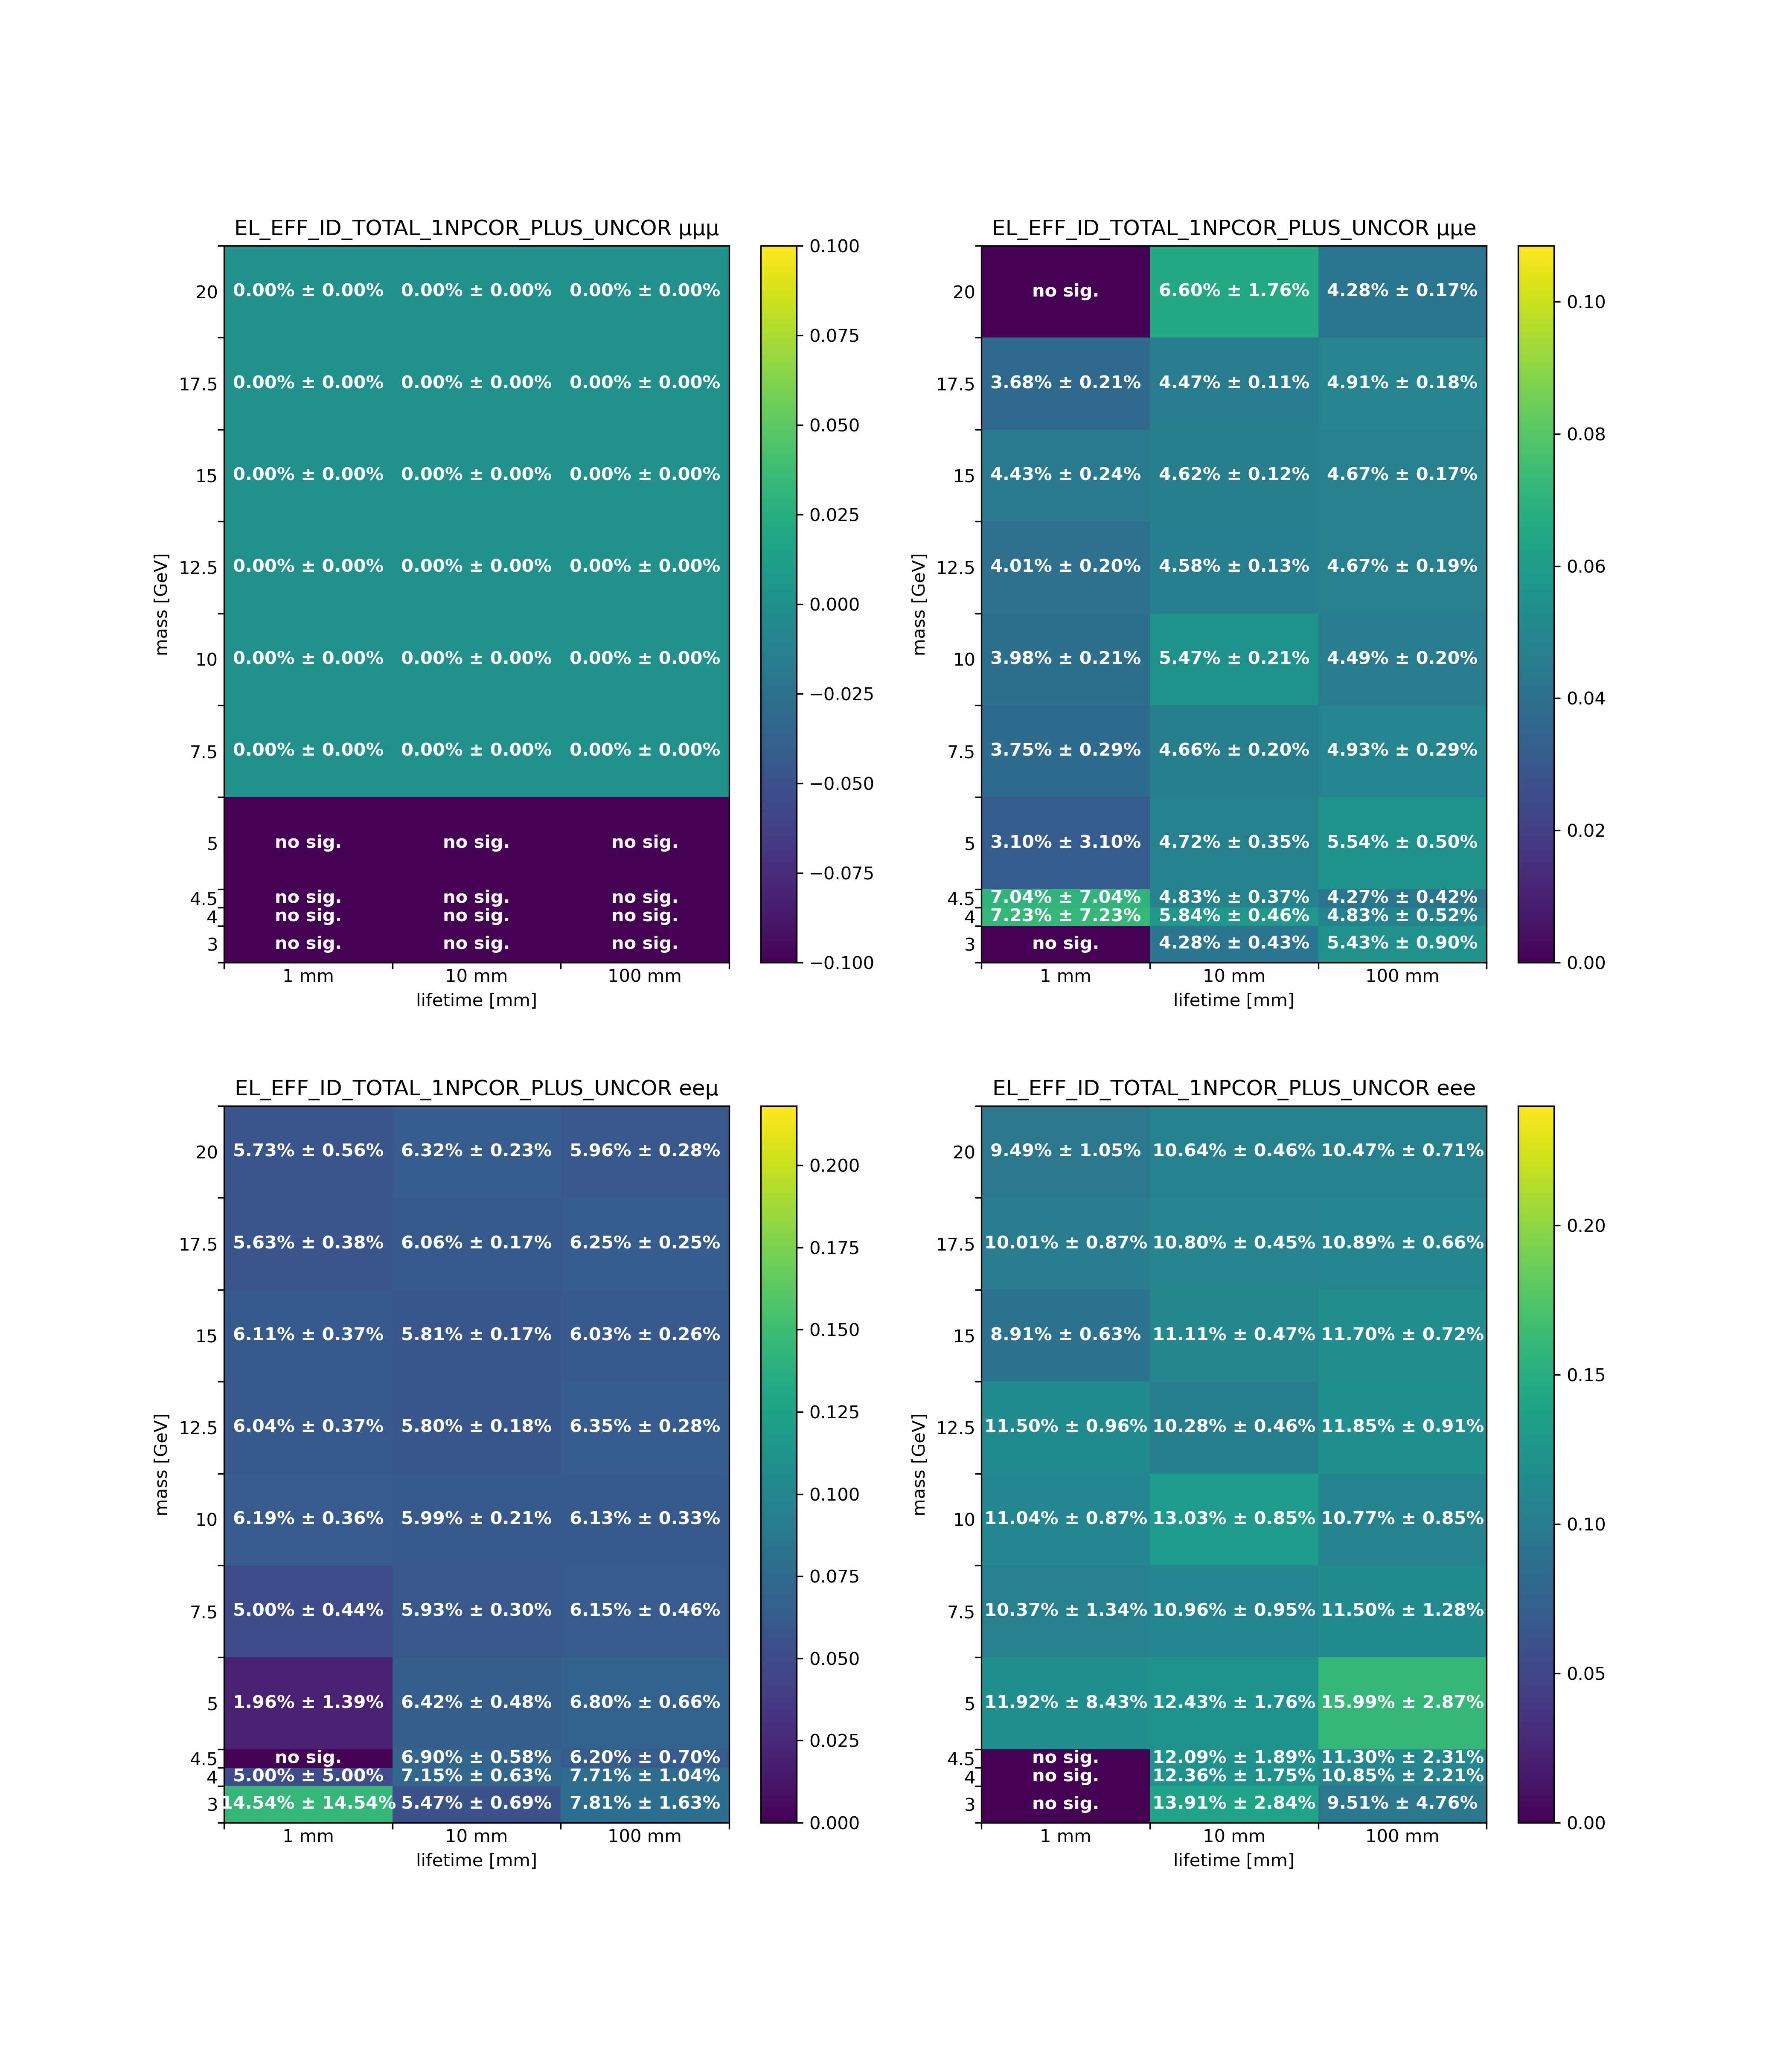 EL_EFF_ID_TOTAL_1NPCOR_PLUS_UNCOR µµµ
mass [GeV]
20 0.00% ± 0.00% 0.00% ± 0.00% 0.00% ± 0.00%
17.5 0.00% ± 0.00% 0.00% ± 0.00% 0.00% ± 0.00%
15 0.00% ± 0.00% 0.00% ± 0.00% 0.00% ± 0.00%
12.5 0.00% ± 0.00% 0.00% ± 0.00% 0.00% ± 0.00%
10 0.00% ± 0.00% 0.00% ± 0.00% 0.00% ± 0.00%
7.5 0.00% ± 0.00% 0.00% ± 0.00% 0.00% ± 0.00%
5 no sig. no sig. no sig.
4.5 no sig. no sig. no sig.
4 no sig. no sig. no sig.
3 no sig. no sig. no sig.
1 mm 10 mm 100 mm
lifetime [mm]
0.100
0.075
0.050
0.025
0.000
−0.025
−0.050
−0.075
−0.100
EL_EFF_ID_TOTAL_1NPCOR_PLUS_UNCOR µµe
mass [GeV]
20 no sig. 6.60% ± 1.76% 4.28% ± 0.17%
17.5 3.68% ± 0.21% 4.47% ± 0.11% 4.91% ± 0.18%
15 4.43% ± 0.24% 4.62% ± 0.12% 4.67% ± 0.17%
12.5 4.01% ± 0.20% 4.58% ± 0.13% 4.67% ± 0.19%
10 3.98% ± 0.21% 5.47% ± 0.21% 4.49% ± 0.20%
7.5 3.75% ± 0.29% 4.66% ± 0.20% 4.93% ± 0.29%
5 3.10% ± 3.10% 4.72% ± 0.35% 5.54% ± 0.50%
4.5 7.04% ± 7.04% 4.83% ± 0.37% 4.27% ± 0.42%
4 7.23% ± 7.23% 5.84% ± 0.46% 4.83% ± 0.52%
3 no sig. 4.28% ± 0.43% 5.43% ± 0.90%
1 mm 10 mm 100 mm
lifetime [mm]
0.10
0.08
0.06
0.04
0.02
0.00
EL_EFF_ID_TOTAL_1NPCOR_PLUS_UNCOR eeµ
mass [GeV]
20 5.73% ± 0.56% 6.32% ± 0.23% 5.96% ± 0.28%
17.5 5.63% ± 0.38% 6.06% ± 0.17% 6.25% ± 0.25%
15 6.11% ± 0.37% 5.81% ± 0.17% 6.03% ± 0.26%
12.5 6.04% ± 0.37% 5.80% ± 0.18% 6.35% ± 0.28%
10 6.19% ± 0.36% 5.99% ± 0.21% 6.13% ± 0.33%
7.5 5.00% ± 0.44% 5.93% ± 0.30% 6.15% ± 0.46%
5 1.96% ± 1.39% 6.42% ± 0.48% 6.80% ± 0.66%
4.5 no sig. 6.90% ± 0.58% 6.20% ± 0.70%
4 5.00% ± 5.00% 7.15% ± 0.63% 7.71% ± 1.04%
3 14.54% ± 14.54% 5.47% ± 0.69% 7.81% ± 1.63%
1 mm 10 mm 100 mm
lifetime [mm]
0.200
0.175
0.150
0.125
0.100
0.075
0.050
0.025
0.000
EL_EFF_ID_TOTAL_1NPCOR_PLUS_UNCOR eee
mass [GeV]
20 9.49% ± 1.05% 10.64% ± 0.46% 10.47% ± 0.71%
17.5 10.01% ± 0.87% 10.80% ± 0.45% 10.89% ± 0.66%
15 8.91% ± 0.63% 11.11% ± 0.47% 11.70% ± 0.72%
12.5 11.50% ± 0.96% 10.28% ± 0.46% 11.85% ± 0.91%
10 11.04% ± 0.87% 13.03% ± 0.85% 10.77% ± 0.85%
7.5 10.37% ± 1.34% 10.96% ± 0.95% 11.50% ± 1.28%
5 11.92% ± 8.43% 12.43% ± 1.76% 15.99% ± 2.87%
4.5 no sig. 12.09% ± 1.89% 11.30% ± 2.31%
4 no sig. 12.36% ± 1.75% 10.85% ± 2.21%
3 no sig. 13.91% ± 2.84% 9.51% ± 4.76%
1 mm 10 mm 100 mm
lifetime [mm]
0.20
0.15
0.10
0.05
0.00